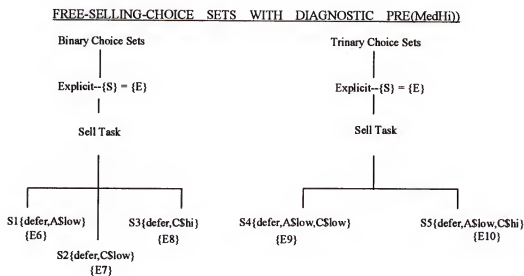 FREE-SELLING-CHOICE SETS WITH DIAGNOSTIC PRE(MedHi))
Binary Choice Sets
Explicit--{S} = {E}
Sell Task
S1{defer,A$low}
{E6}
S2{defer,C$low}
{E7}
S3{defer,C$hi}
{E8}
Trinary Choice Sets
Explicit--{S} = {E}
Sell Task
S4{defer,A$low,C$low}
{E9}
S5{defer,A$low,C$hi}
{E10}